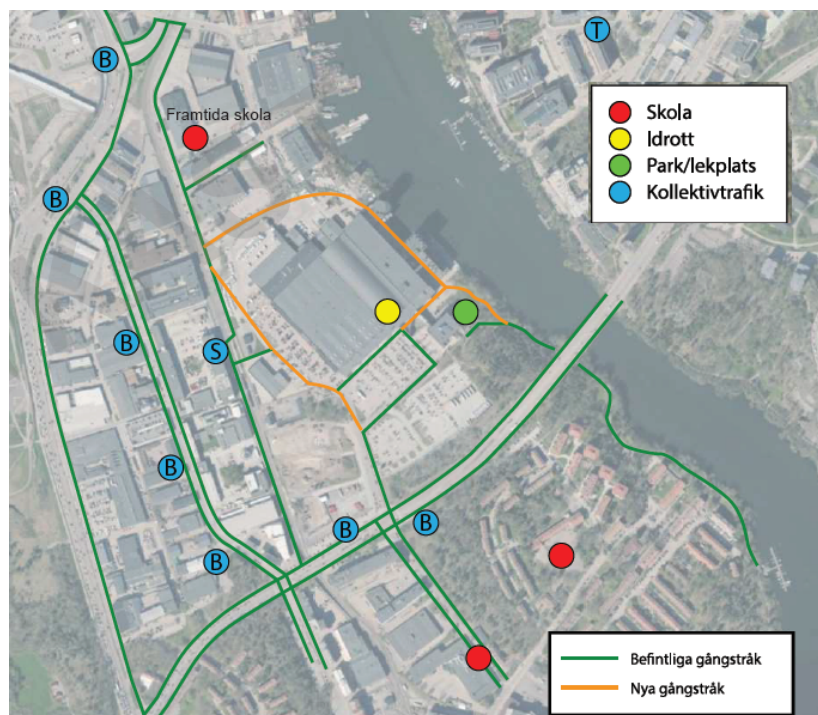 T
B
Framtida skola
Skola
Idrott
Park/lekplats
Kollektivtrafik
B
B
S
B
B
B
B
Befintliga gångstråk
Nya gångstråk